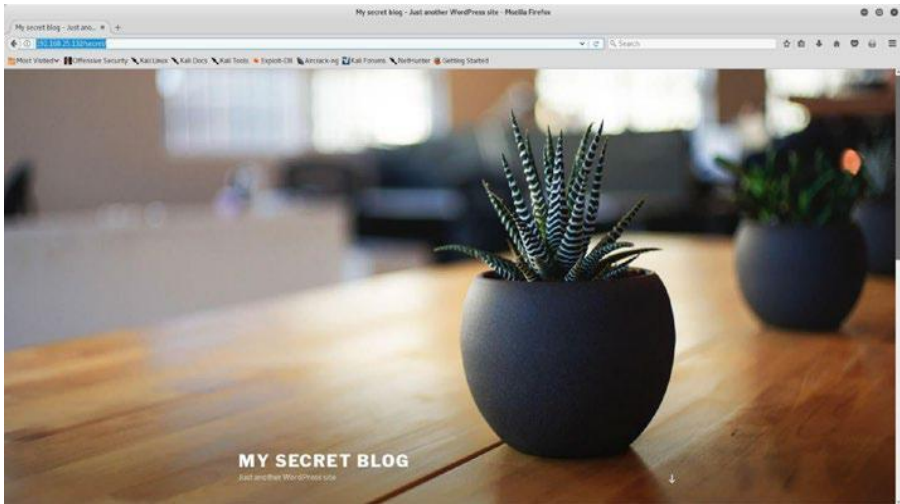 My secret blog – Just another WordPress site - Mozilla Firefox
My secret Blog – Just ano...
Search
Most Visited Offensive Security Kali Linux Kali Docs Kali Tools Exploit-DB Aircrack-ng Kali Forums NetHunter Getting Started
MY SECRET BLOG
Just another WordPress site